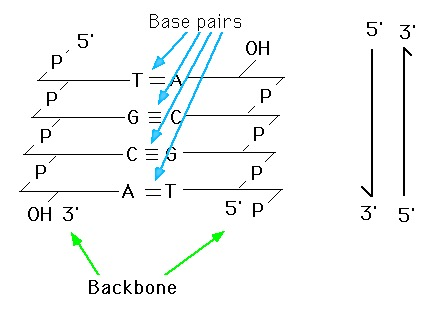 Base pairs
5' OH 5' 3'
P
T A
P P
G C
P P
C G
P P
A T
OH 3' 5' P 3' 5'
Backbone